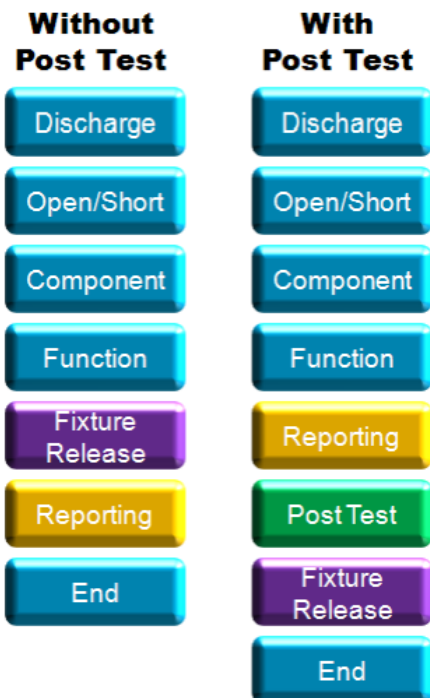 Without
Post Test
Discharge
Open/Short
Component
Function
Fixture
Release
Reporting
End
With
Post Test
Discharge
Open/Short
Component
Function
Reporting
Post Test
Fixture
Release
End